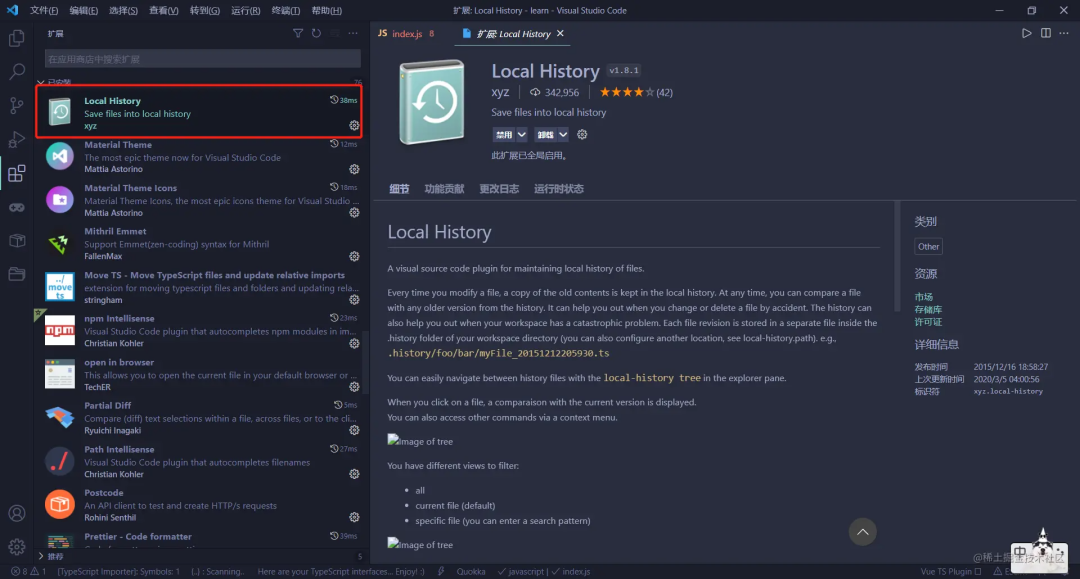 文件(F) 编辑(E) 选择(S) 查看(V) 转到(G) 运行(R) 终端(T) 帮助(H) 扩展: Local History - learn - Visual Studio Code
扩展
在应用商店中搜索扩展
已安装 76
Local History 38ms
Save files into local history
xyz
Material Theme 12ms
The most epic theme now for Visual Studio Code
Mattia Astorino
Material Theme Icons 18ms
Material Theme Icons, the most epic icons theme for Visual Studio ...
Mattia Astorino
Mithril Emmet
Support Emmet(zen-coding) syntax for Mithril
FallenMax
../
move
ts
Move TS - Move TypeScript files and update relative imports
extension for moving typescript files and folders and updating rela...
stringham
npm
npm Intellisense 23ms
Visual Studio Code plugin that autocompletes npm modules in im...
Christian Kohler
open in browser
This allows you to open the current file in your default browser or ...
TechER
Partial Diff 5ms
Compare (diff) text selections within a file, across files, or to the cli...
Ryuichi Inagaki
Path Intellisense 27ms
Visual Studio Code plugin that autocompletes filenames
Christian Kohler
Postcode
An API client to test and create HTTP/s requests
Rohini Senthil
Prettier - Code formatter 39ms
推荐 5
JS index.js 8 扩展: Local History
Local History v1.8.1
xyz 342,956 (42)
Save files into local history
禁用 卸载
此扩展已全局启用。
细节 功能贡献 更改日志 运行时状态
Local History
A visual source code plugin for maintaining local history of files.
Every time you modify a file, a copy of the old contents is kept in the local history. At any time, you can compare a file
with any older version from the history. It can help you out when you change or delete a file by accident. The history can
also help you out when your workspace has a catastrophic problem. Each file revision is stored in a separate file inside the
.history folder of your workspace directory (you can also configure another location, see local-history.path). e.g.,
.history/foo/bar/myFile_20151212205930.ts
You can easily navigate between history files with the local-history tree in the explorer pane.
When you click on a file, a comparaison with the current version is displayed.
You can also access other commands via a context menu.
Image of tree
You have different views to filter:
all
current file (default)
specific file (you can enter a search pattern)
Image of tree
类别
Other
资源
市场
存储库
许可证
详细信息
发布时间 2015/12/16 18:58:27
上次更新时间 2020/3/5 04:00:56
标识符 xyz.local-history
@稀土掘金技术社区
中
8 1 [TypeScript Importer]: Symbols: 1 {..} : Scanning.. Here are your TypeScript interfaces... Enjoy! :) Quokka javascript | index.js Vue TS Plugin